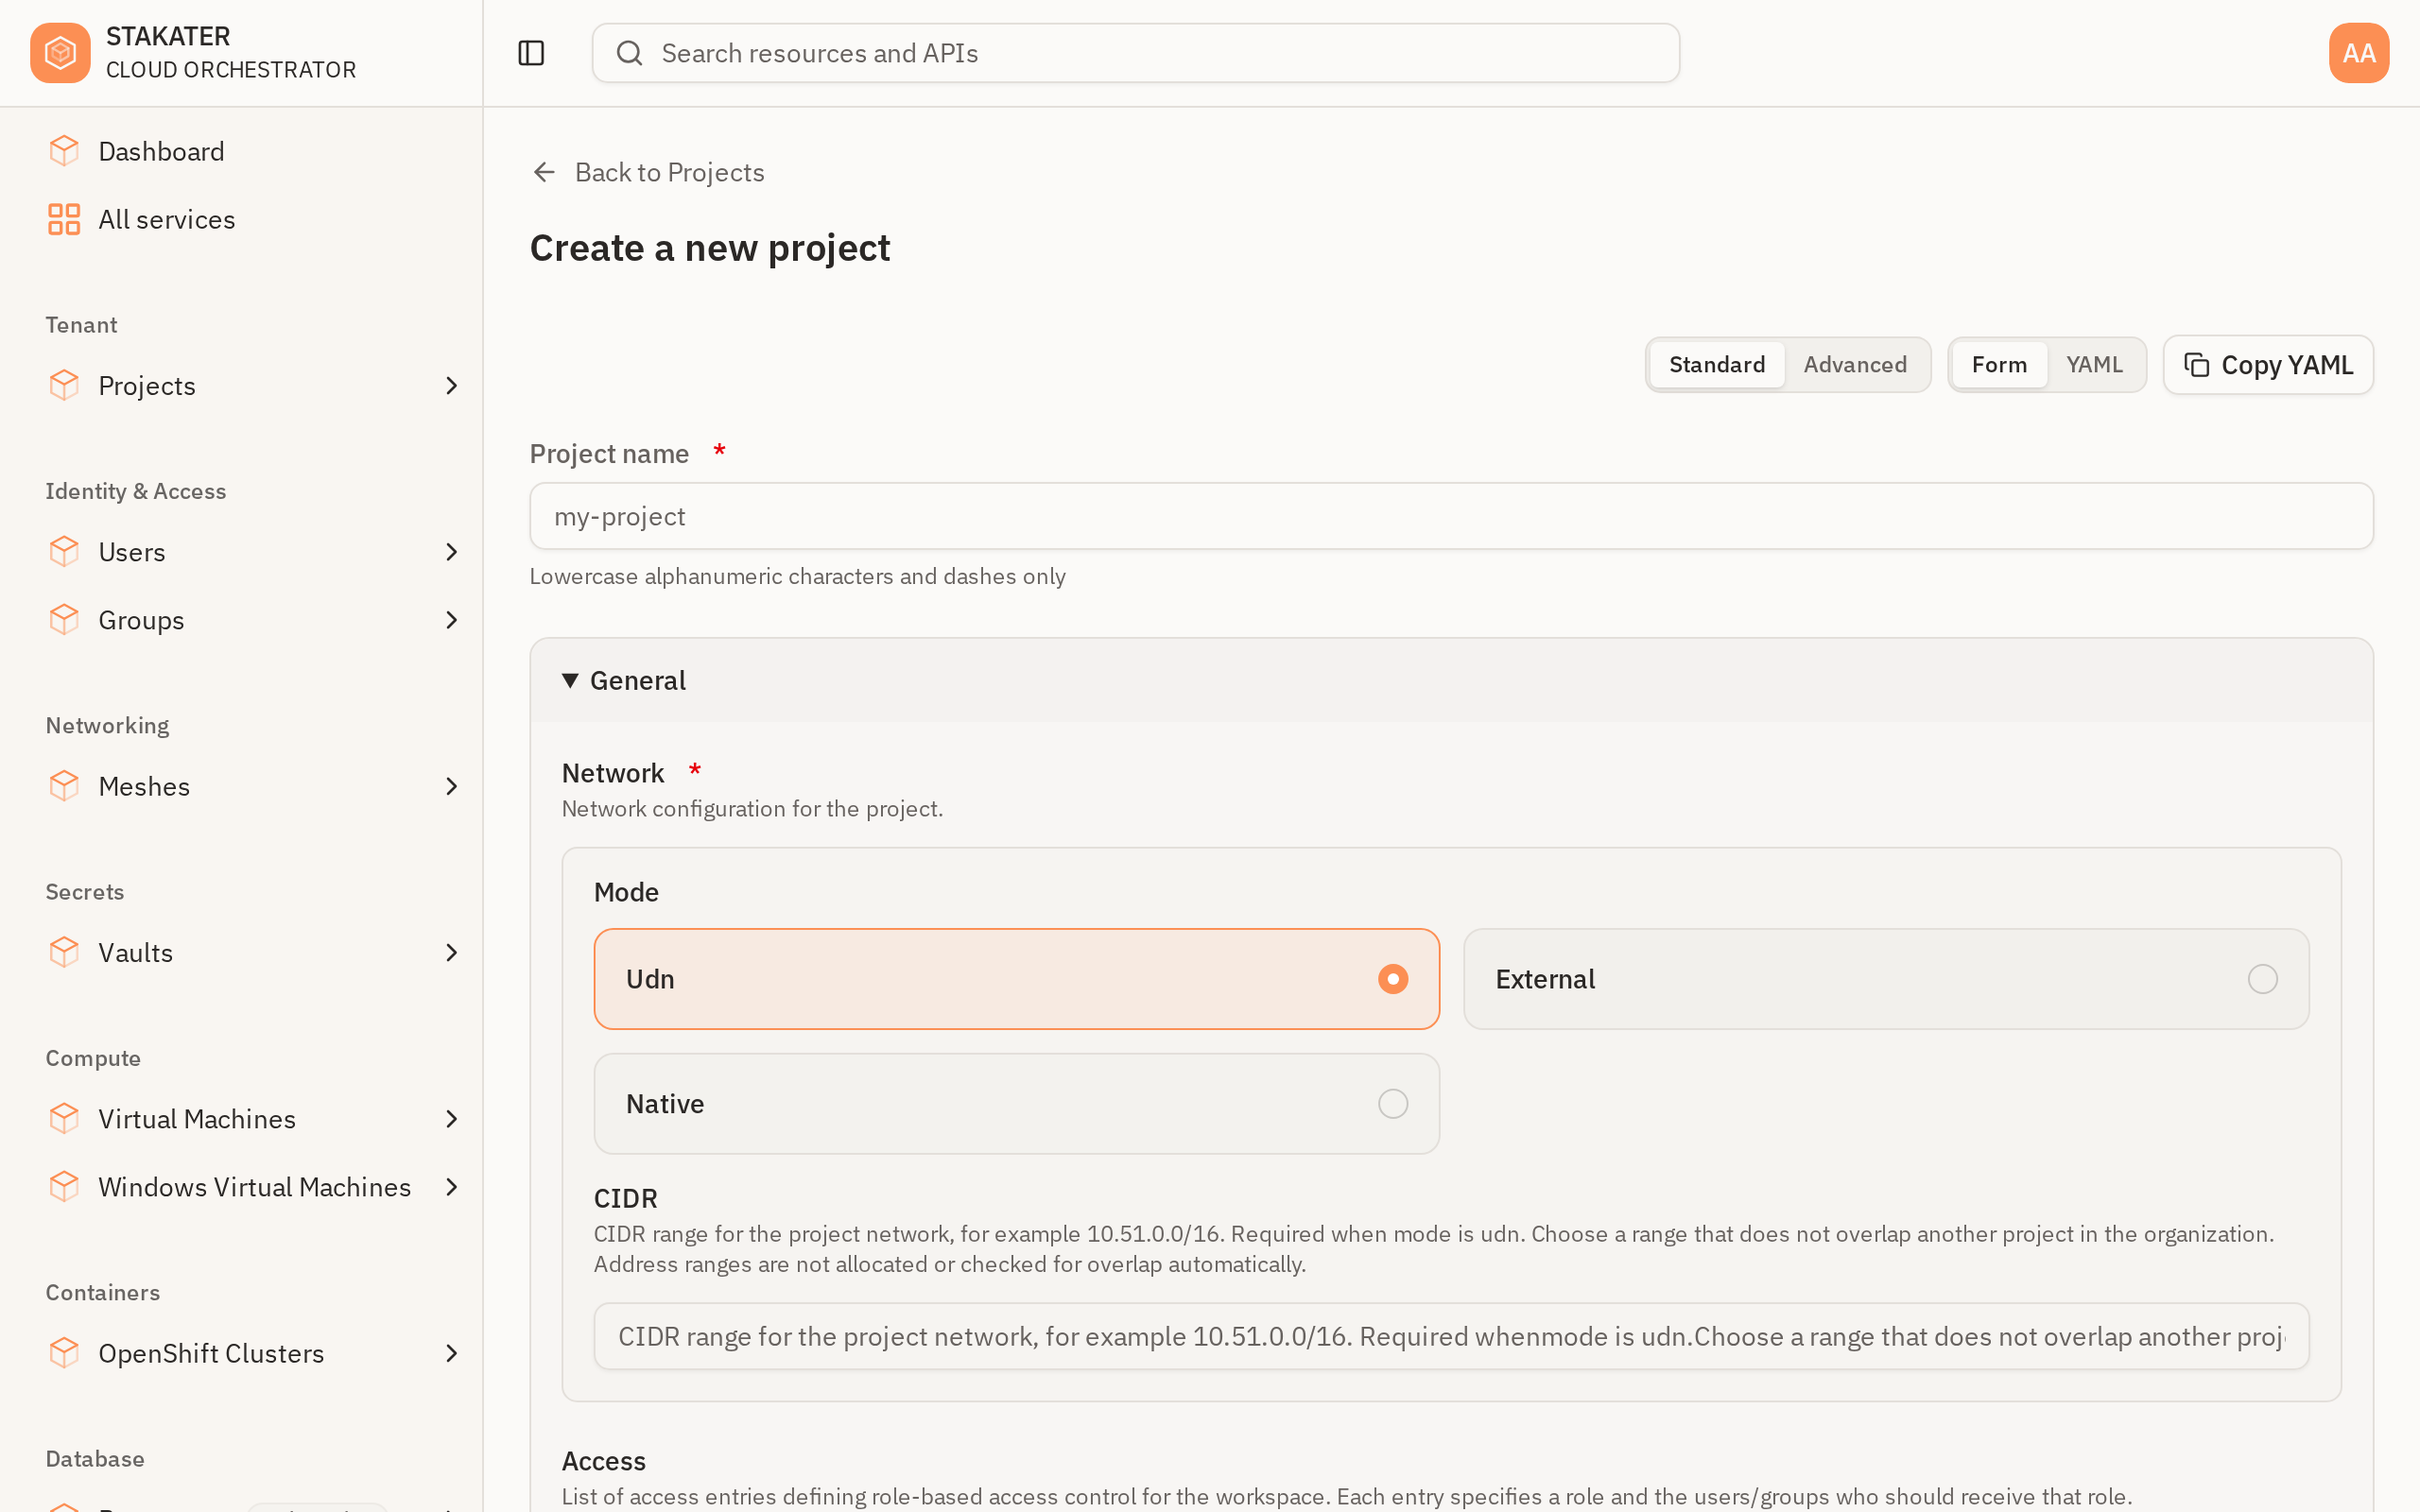 STAKATER
CLOUD ORCHESTRATOR
Search resources and APIs
AA
Dashboard
All services
Tenant
Projects
Identity & Access
Users
Groups
Networking
Meshes
Secrets
Vaults
Compute
Virtual Machines
Windows Virtual Machines
Containers
OpenShift Clusters
Database
Back to Projects
Create a new project
Standard
Advanced
Form
YAML
Copy YAML
Project name *
my-project
Lowercase alphanumeric characters and dashes only
General
Network *
Network configuration for the project.
Mode
Udn
External
Native
CIDR
CIDR range for the project network, for example 10.51.0.0/16. Required when mode is udn. Choose a range that does not overlap another project in the organization.
Address ranges are not allocated or checked for overlap automatically.
CIDR range for the project network, for example 10.51.0.0/16. Required whenmode is udn.Choose a range that does not overlap another proj
Access
List of access entries defining role-based access control for the workspace. Each entry specifies a role and the users/groups who should receive that role.